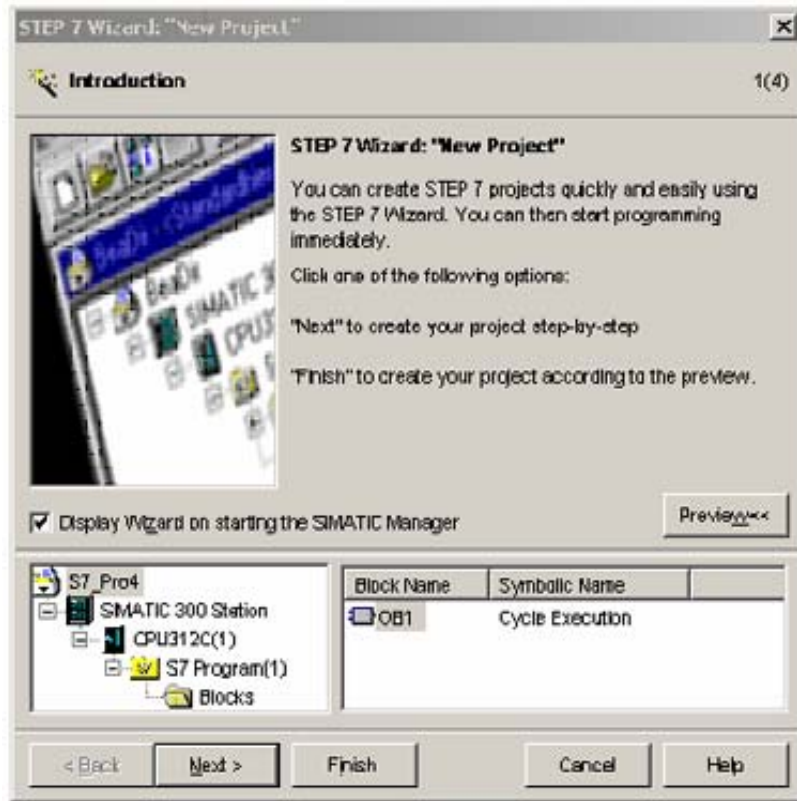 STEP 7 Wizard: "New Project"
Introduction
1(4)
STEP 7 Wizard: "New Project"
You can create STEP 7 projects quickly and easily using
the STEP 7 Wizard. You can then start programming
immediately.
Click one of the following options:
"Next" to create your project step-by-step
"Finish" to create your project according to the preview.
Display Wizard on starting the SIMATIC Manager
Preview<<
S7_Pro4
SIMATIC 300 Station
CPU312C(1)
S7 Program(1)
Blocks
Block Name Symbolic Name
OB1 Cycle Execution
< Back Next > Finish Cancel Help